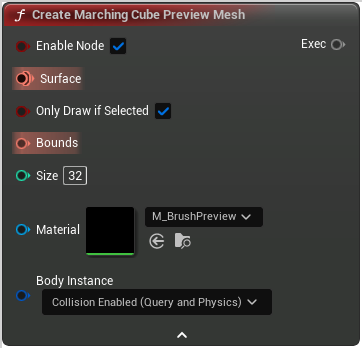 Create Marching Cube Preview Mesh
Enable Node
Exec
Surface
Only Draw if Selected
Bounds
Size 32
Material
M_BrushPreview
Body Instance
Collision Enabled (Query and Physics)